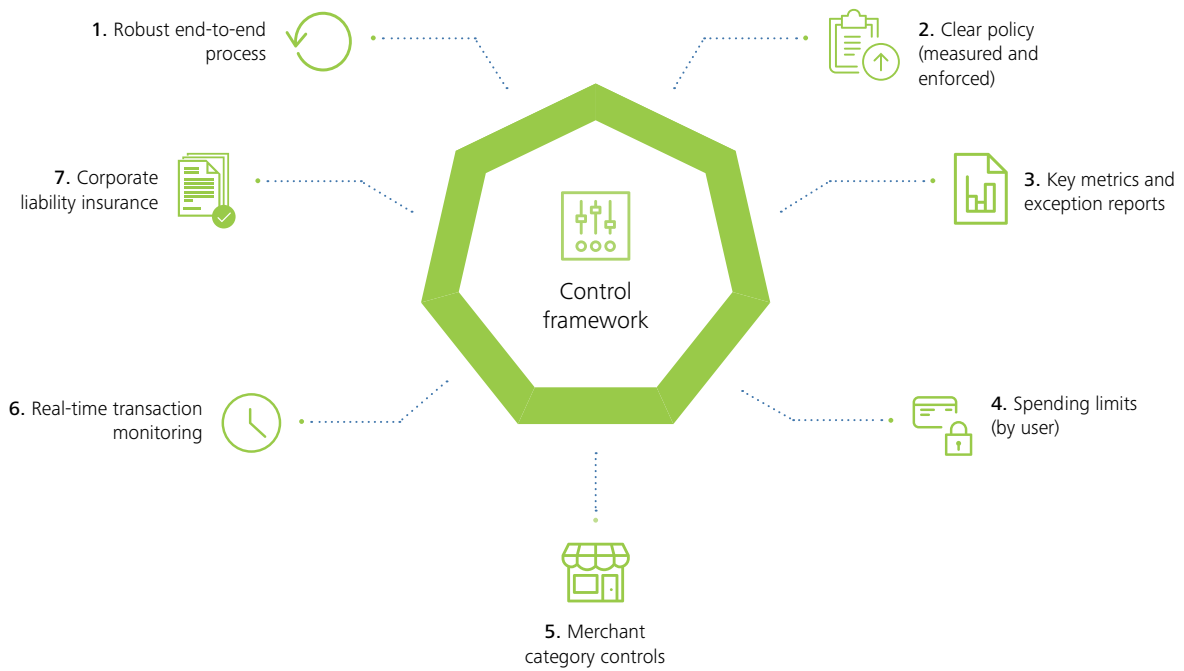 1. Robust end-to-end
process
2. Clear policy
(measured and
enforced)
7. Corporate
liability insurance
3. Key metrics and
exception reports
Control
framework
6. Real-time transaction
monitoring
4. Spending limits
(by user)
5. Merchant
category controls